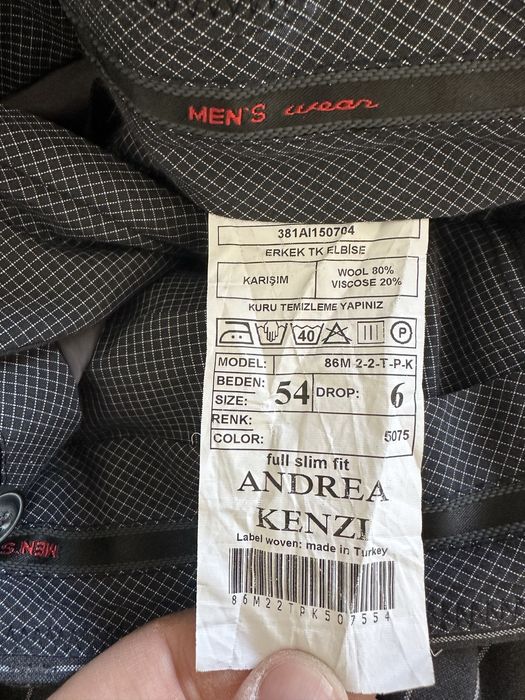 MEN'S wear
381AI150704
ERKEK TK ELBİSE
KARIŞIM
WOOL 80%
VISCOSE 20%
KURU TEMİZLEME YAPINIZ
40 P
MODEL: 86M 2-2-T-P-K
BEDEN:
SIZE: 54 DROP: 6
RENK:
COLOR: 5075
full slim fit
ANDREA
KENZI
Label woven: made in Turkey
86M22TPK507554
MEN'S